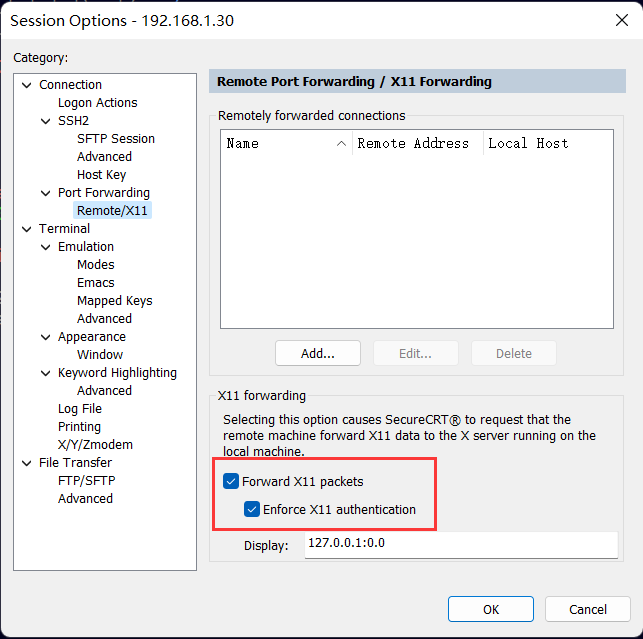 Session Options - 192.168.1.30
Category:
Connection
Logon Actions
SSH2
SFTP Session
Advanced
Host Key
Port Forwarding
Remote/X11
Terminal
Emulation
Modes
Emacs
Mapped Keys
Advanced
Appearance
Window
Keyword Highlighting
Advanced
Log File
Printing
X/Y/Zmodem
File Transfer
FTP/SFTP
Advanced
Remote Port Forwarding / X11 Forwarding
Remotely forwarded connections
Name Remote Address Local Host
Add... Edit... Delete
X11 forwarding
Selecting this option causes SecureCRT® to request that the
remote machine forward X11 data to the X server running on the
local machine.
Forward X11 packets
Enforce X11 authentication
Display: 127.0.0.1:0.0
OK Cancel